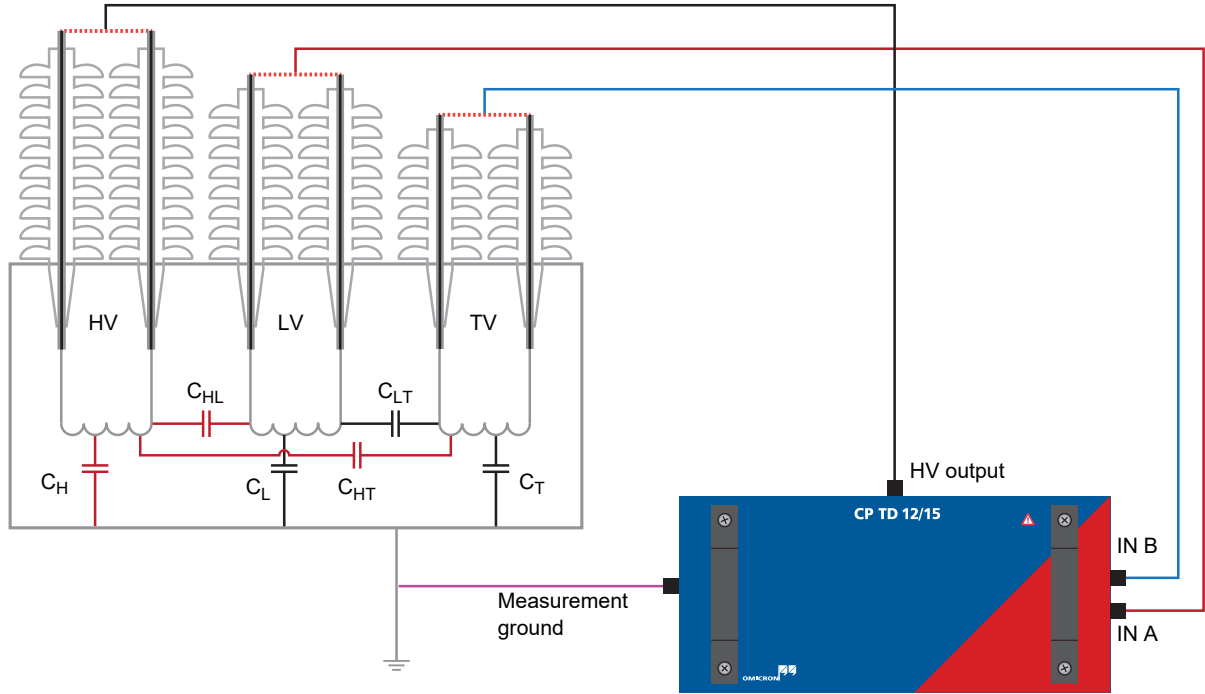 HV
LV
TV
CHL
CLT
CH
CL
CHT
CT
HV output
CP TD 12/15
IN B
IN A
Measurement
ground
OMICRON